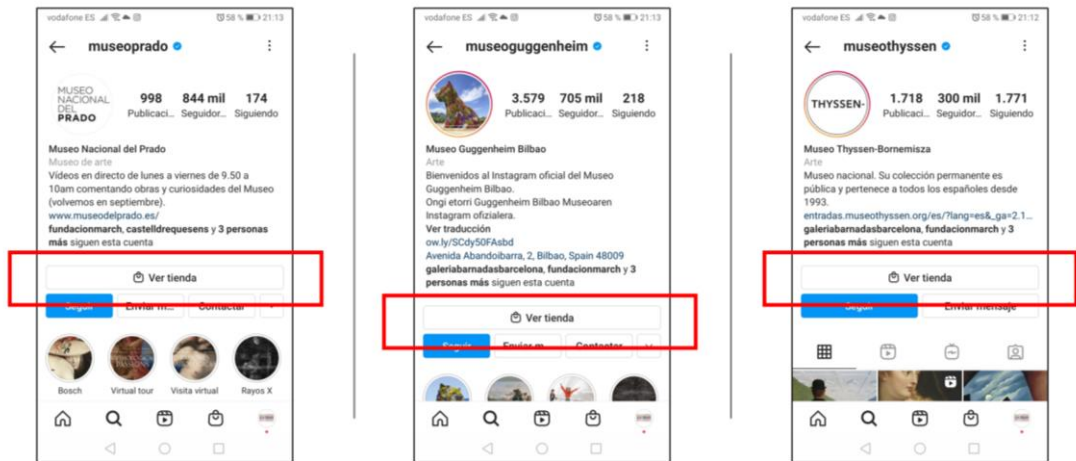 vodafone ES 58 % 21:13
museoprado
MUSEO
NACIONAL
DEL
PRADO
998 844 mil 174
Publicaci... Seguidor... Siguiendo
Museo Nacional del Prado
Museo de arte
Vídeos en directo de lunes a viernes de 9.50 a
10am comentando obras y curiosidades del Museo
(volvemos en septiembre).
www.museodelprado.es/
fundacionmarch, castelldrequesens y 3 personas
más siguen esta cuenta
Ver tienda
Seguir Enviar m... Contactar
Bosch Virtual tour Visita virtual Rayos X
vodafone ES 58 % 21:13
museoguggenheim
3.579 705 mil 218
Publicaci... Seguidor... Siguiendo
Museo Guggenheim Bilbao
Arte
Bienvenidos al Instagram oficial del Museo
Guggenheim Bilbao.
Ongi etorri Guggenheim Bilbao Museoaren
Instagram ofizialera.
Ver traducción
ow.ly/SCdy50FAsbd
Avenida Abandoibarra, 2, Bilbao, Spain 48009
galeriabarnadasbarcelona, fundacionmarch y 3
personas más siguen esta cuenta
Ver tienda
Seguir Enviar m... Contactar
vodafone ES 58 % 21:12
museothyssen
THYSSEN-
1.718 300 mil 1.771
Publicaci... Seguidor... Siguiendo
Museo Thyssen-Bornemisza
Arte
Museo nacional. Su colección permanente es
pública y pertenece a todos los españoles desde
1993.
entradas.museothyssen.org/es/?lang=es&_ga=2.1...
galeriabarnadasbarcelona, fundacionmarch y 3
personas más siguen esta cuenta
Ver tienda
Seguir Enviar mensaje